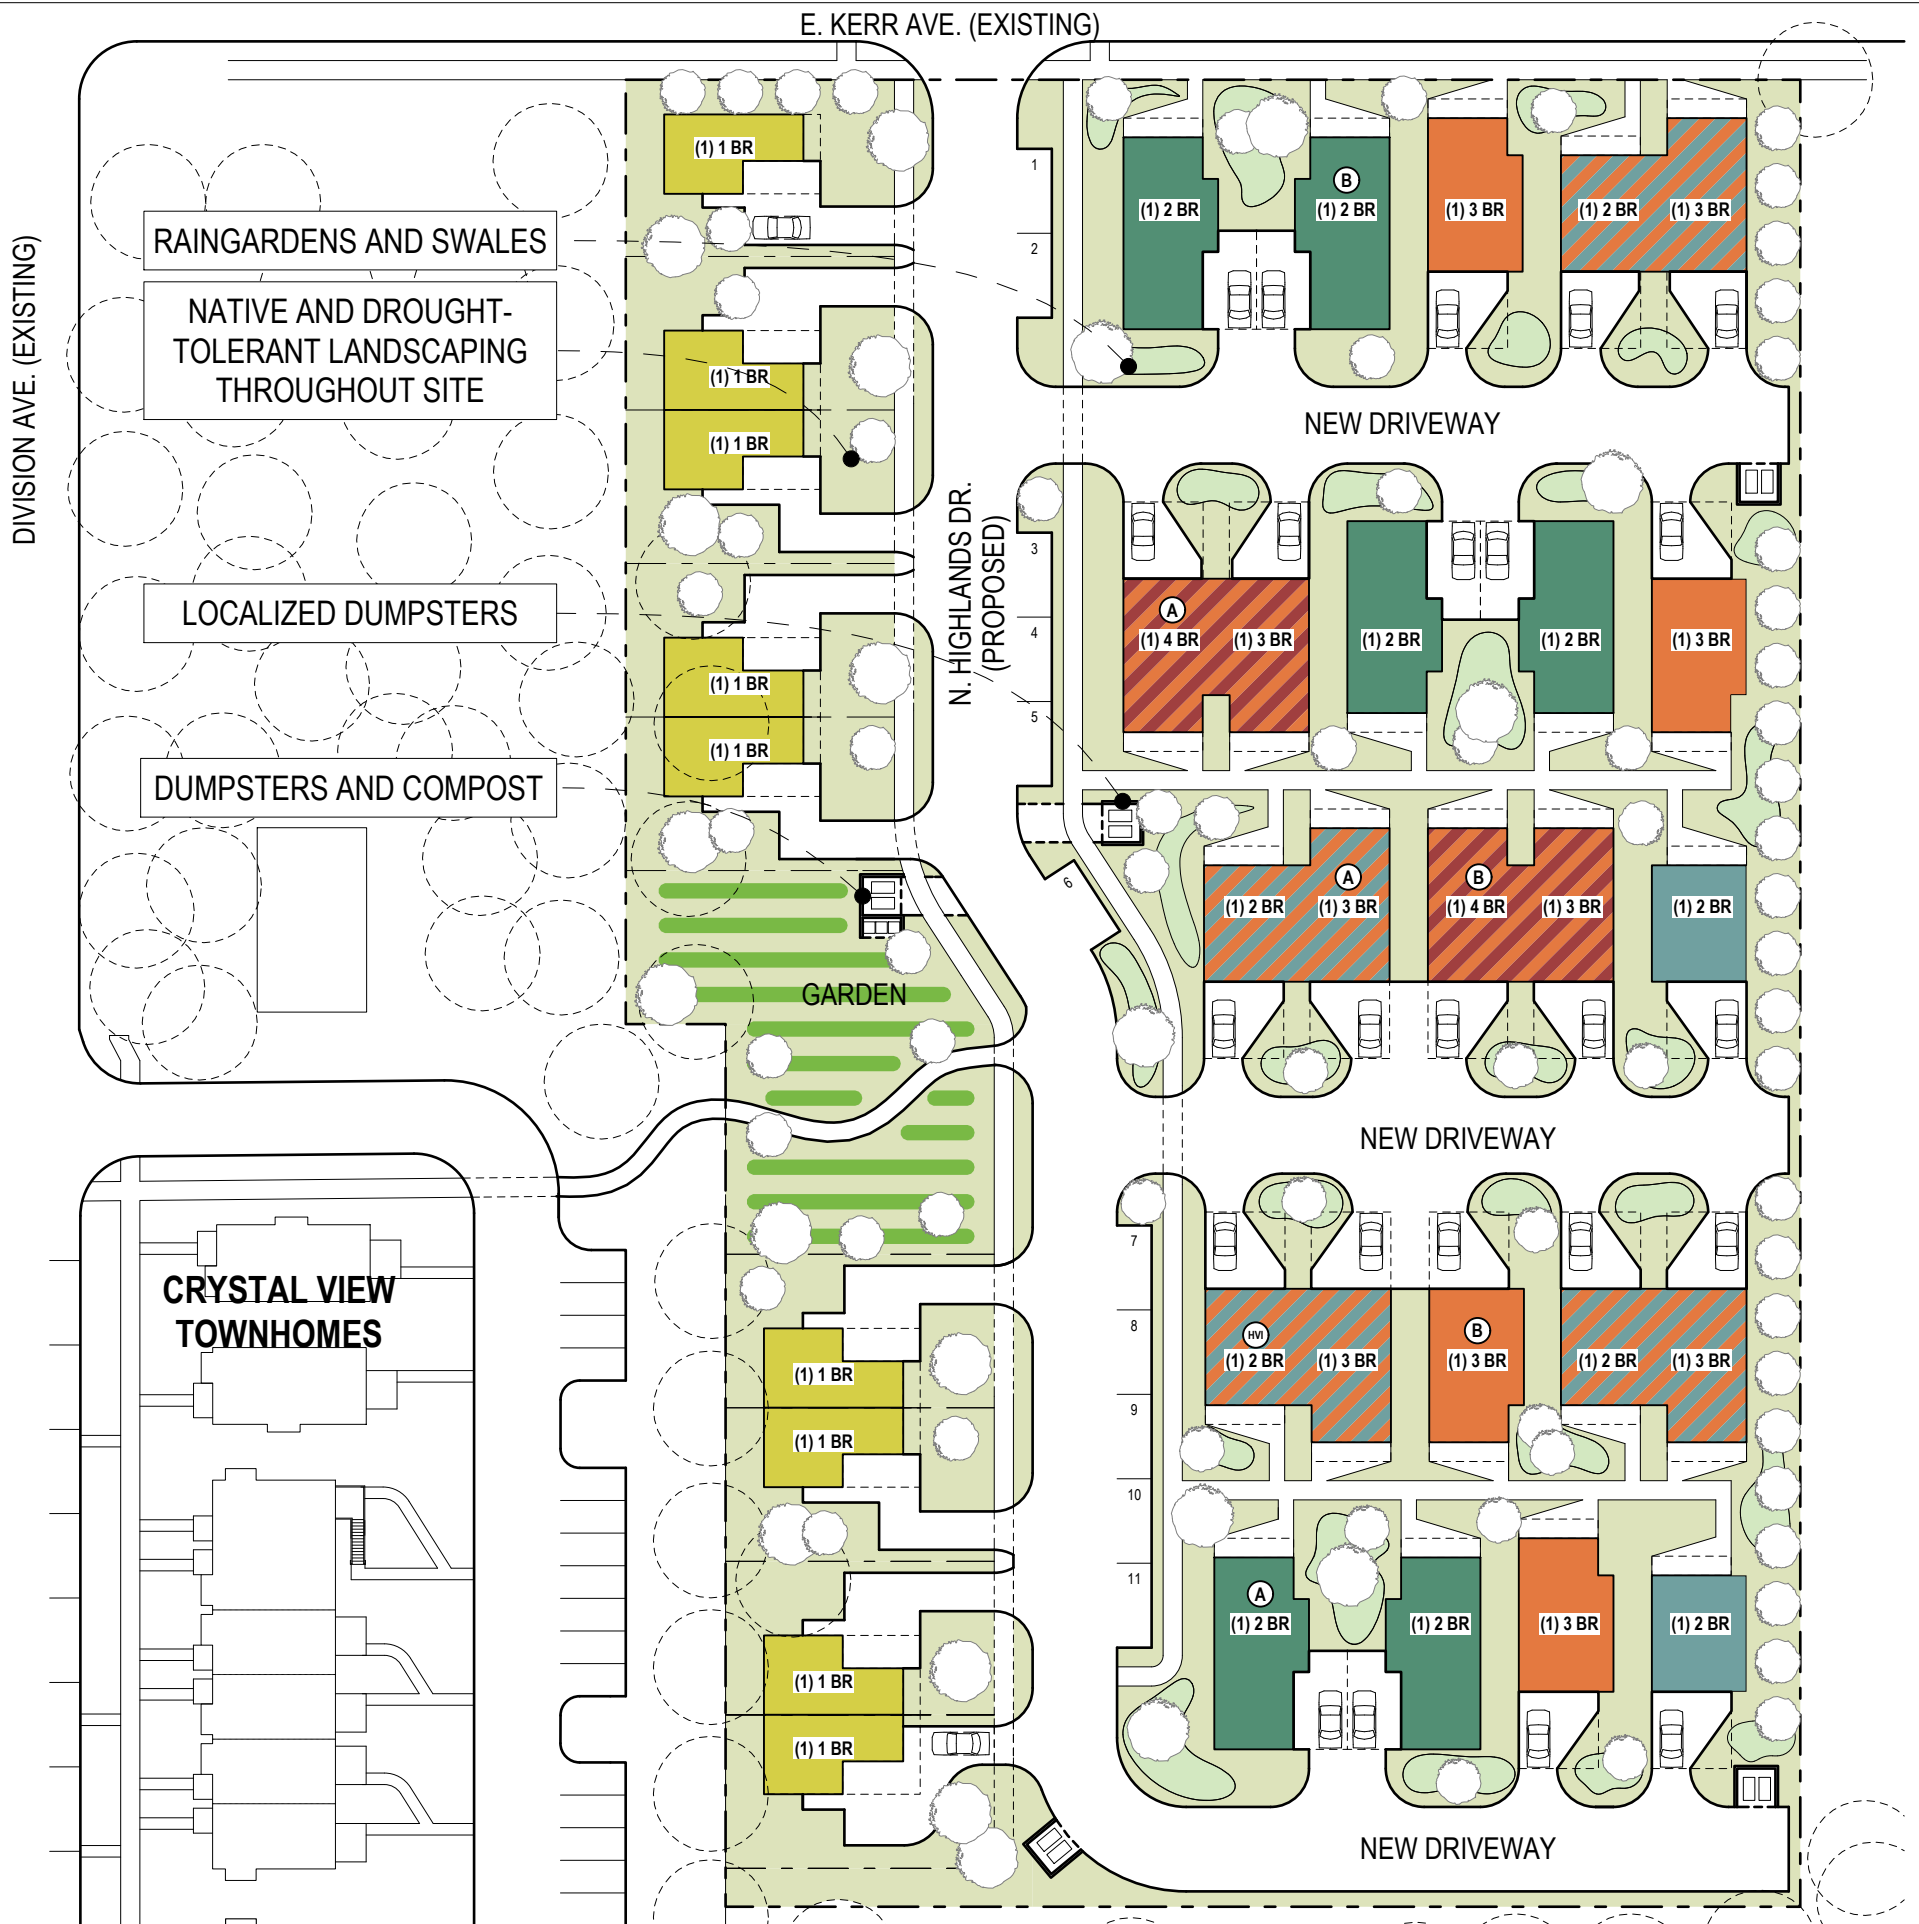 E. KERR AVE. (EXISTING)
DIVISION AVE. (EXISTING)
RAINGARDENS AND SWALES
NATIVE AND DROUGHT-
TOLERANT LANDSCAPING
THROUGHOUT SITE
LOCALIZED DUMPSTERS
DUMPSTERS AND COMPOST
CRYSTAL VIEW
TOWNHOMES
(1) 1 BR
(1) 1 BR
(1) 1 BR
(1) 1 BR
(1) 1 BR
GARDEN
(1) 1 BR
(1) 1 BR
(1) 1 BR
(1) 1 BR
N. HIGHLANDS DR.
(PROPOSED)
1
2
3
4
5
6
7
8
9
10
11
B
(1) 2 BR
(1) 2 BR
(1) 3 BR
(1) 2 BR
(1) 3 BR
NEW DRIVEWAY
A
(1) 4 BR
(1) 3 BR
(1) 2 BR
(1) 2 BR
(1) 3 BR
A
B
(1) 2 BR
(1) 3 BR
(1) 4 BR
(1) 3 BR
(1) 2 BR
NEW DRIVEWAY
HVI
B
(1) 2 BR
(1) 3 BR
(1) 3 BR
(1) 2 BR
(1) 3 BR
A
(1) 2 BR
(1) 2 BR
(1) 3 BR
(1) 2 BR
NEW DRIVEWAY